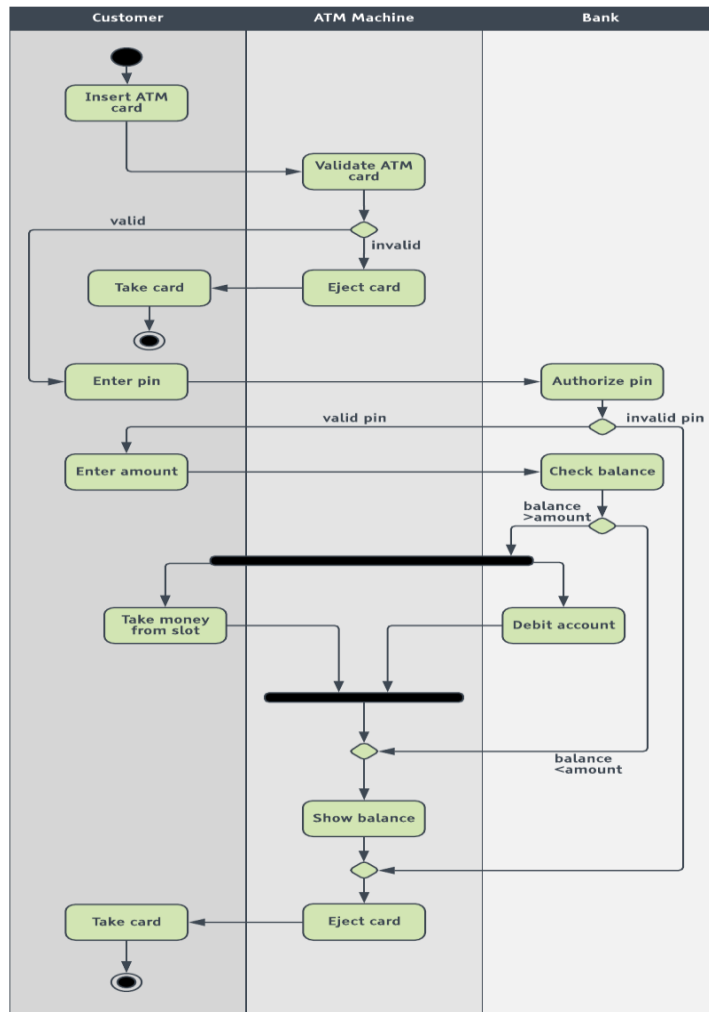 Customer
ATM Machine
Bank
Insert ATM
card
Validate ATM
card
valid
invalid
Take card
Eject card
Enter pin
Authorize pin
valid pin
invalid pin
Enter amount
Check balance
balance
>amount
Take money
from slot
Debit account
balance
<amount
Show balance
Take card
Eject card